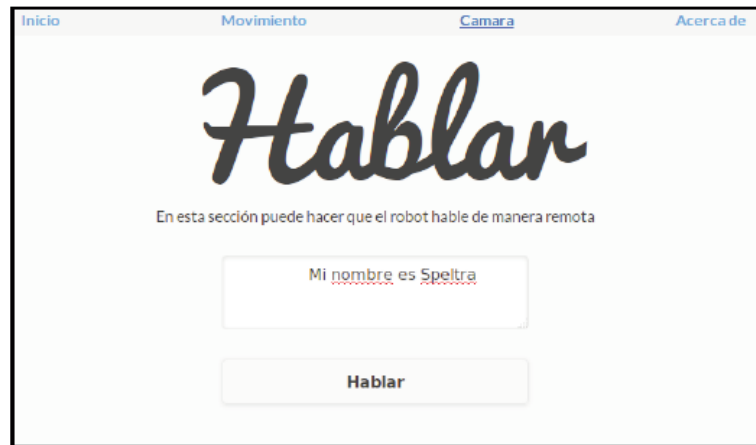 Inicio Movimiento Camara Acerca de
Hablar
En esta sección puede hacer que el robot hable de manera remota
Mi nombre es Speltra
Hablar